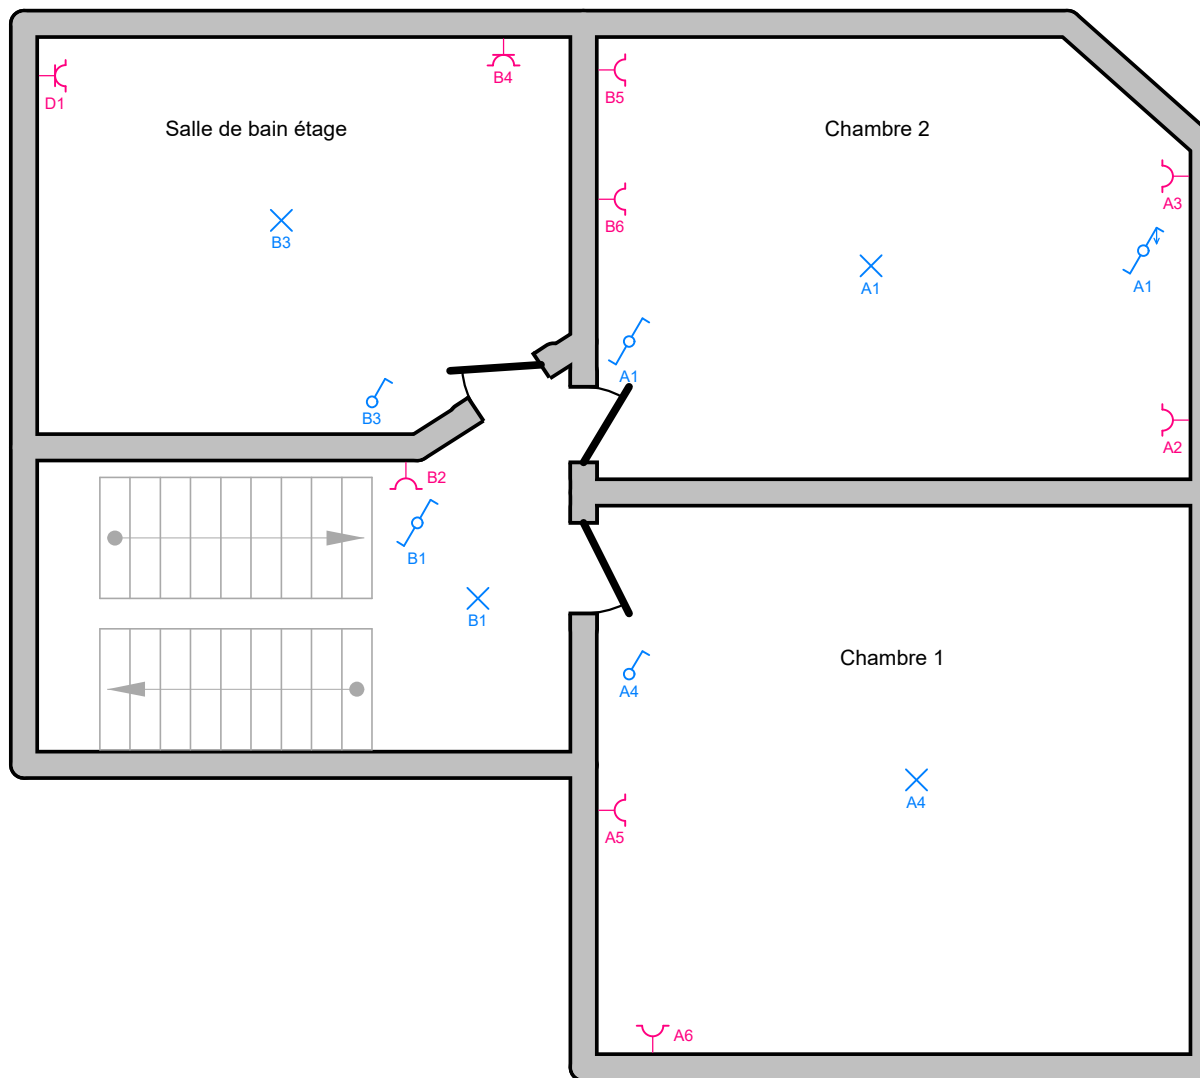 B4
B5
D1
Salle de bain étage
Chambre 2
A3
B6
B3
A1
A1
A1
B3
A2
B2
B1
B1
Chambre 1
A4
A4
A5
A6